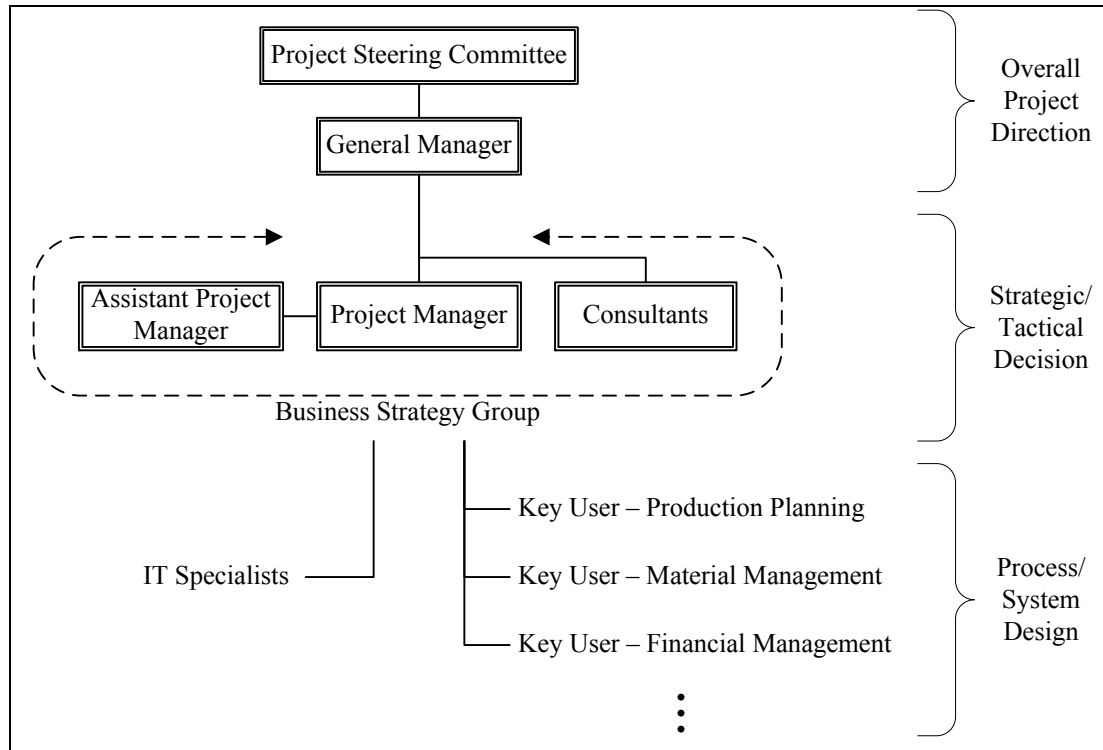 Project Steering Committee
General Manager
Overall
Project
Direction
Assistant Project
Manager
Project Manager
Consultants
Business Strategy Group
Strategic/
Tactical
Decision
IT Specialists
Key User – Production Planning
Key User – Material Management
Key User – Financial Management
Process/
System
Design